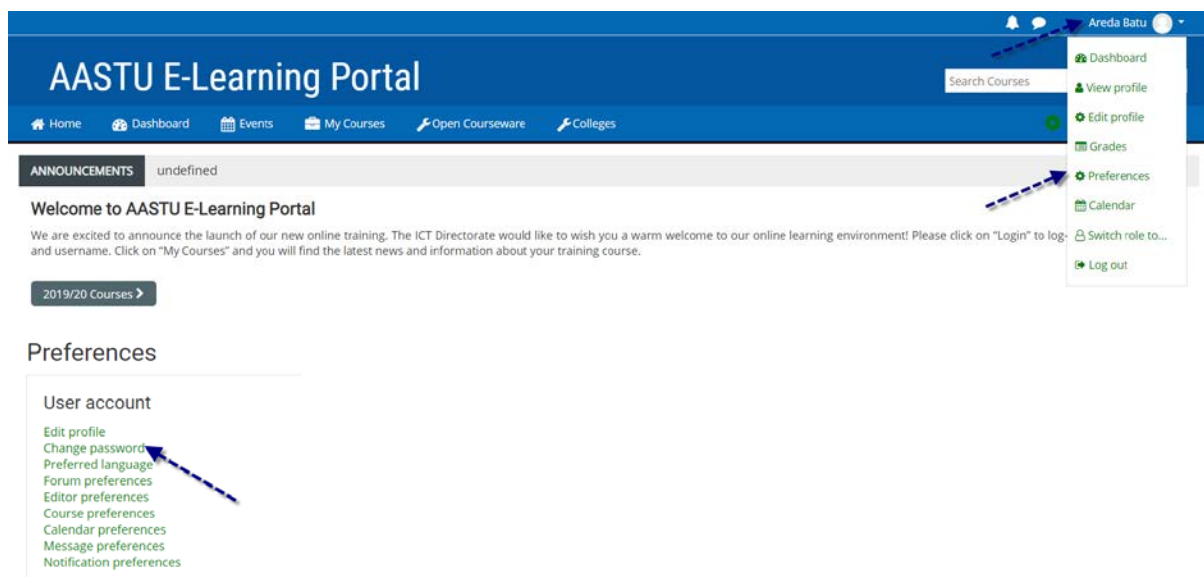 Areda Batu
AASTU E-Learning Portal
Search Courses
Home Dashboard Events My Courses Open Courseware Colleges
Dashboard
View profile
Edit profile
Grades
Preferences
Calendar
Switch role to...
Log out
ANNOUNCEMENTS undefined
Welcome to AASTU E-Learning Portal
We are excited to announce the launch of our new online training. The ICT Directorate would like to wish you a warm welcome to our online learning environment! Please click on "Login" to log-
and username. Click on "My Courses" and you will find the latest news and information about your training course.
2019/20 Courses
Preferences
User account
Edit profile
Change password
Preferred language
Forum preferences
Editor preferences
Course preferences
Calendar preferences
Message preferences
Notification preferences